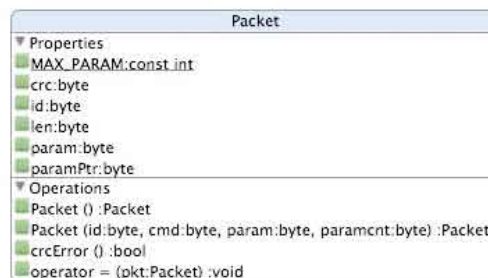 Packet
Properties
MAX_PARAM:const int
crc:byte
id:byte
len:byte
param:byte
paramPtr:byte
Operations
Packet () :Packet
Packet (id:byte, cmd:byte, param:byte, paramcnt:byte) :Packet
crcError () :bool
operator = (pkt:Packet) :void